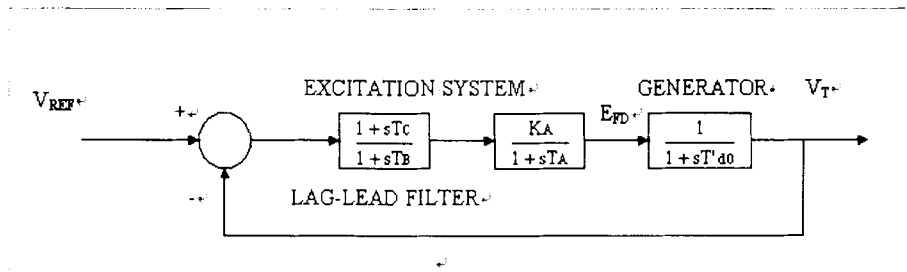 EXCITATION SYSTEM
GENERATOR
V_T
V_REF
+
E_FD
1+sTC
1+sTB
KA
1+sTA
1
1+sT'd0
-
LAG-LEAD FILTER